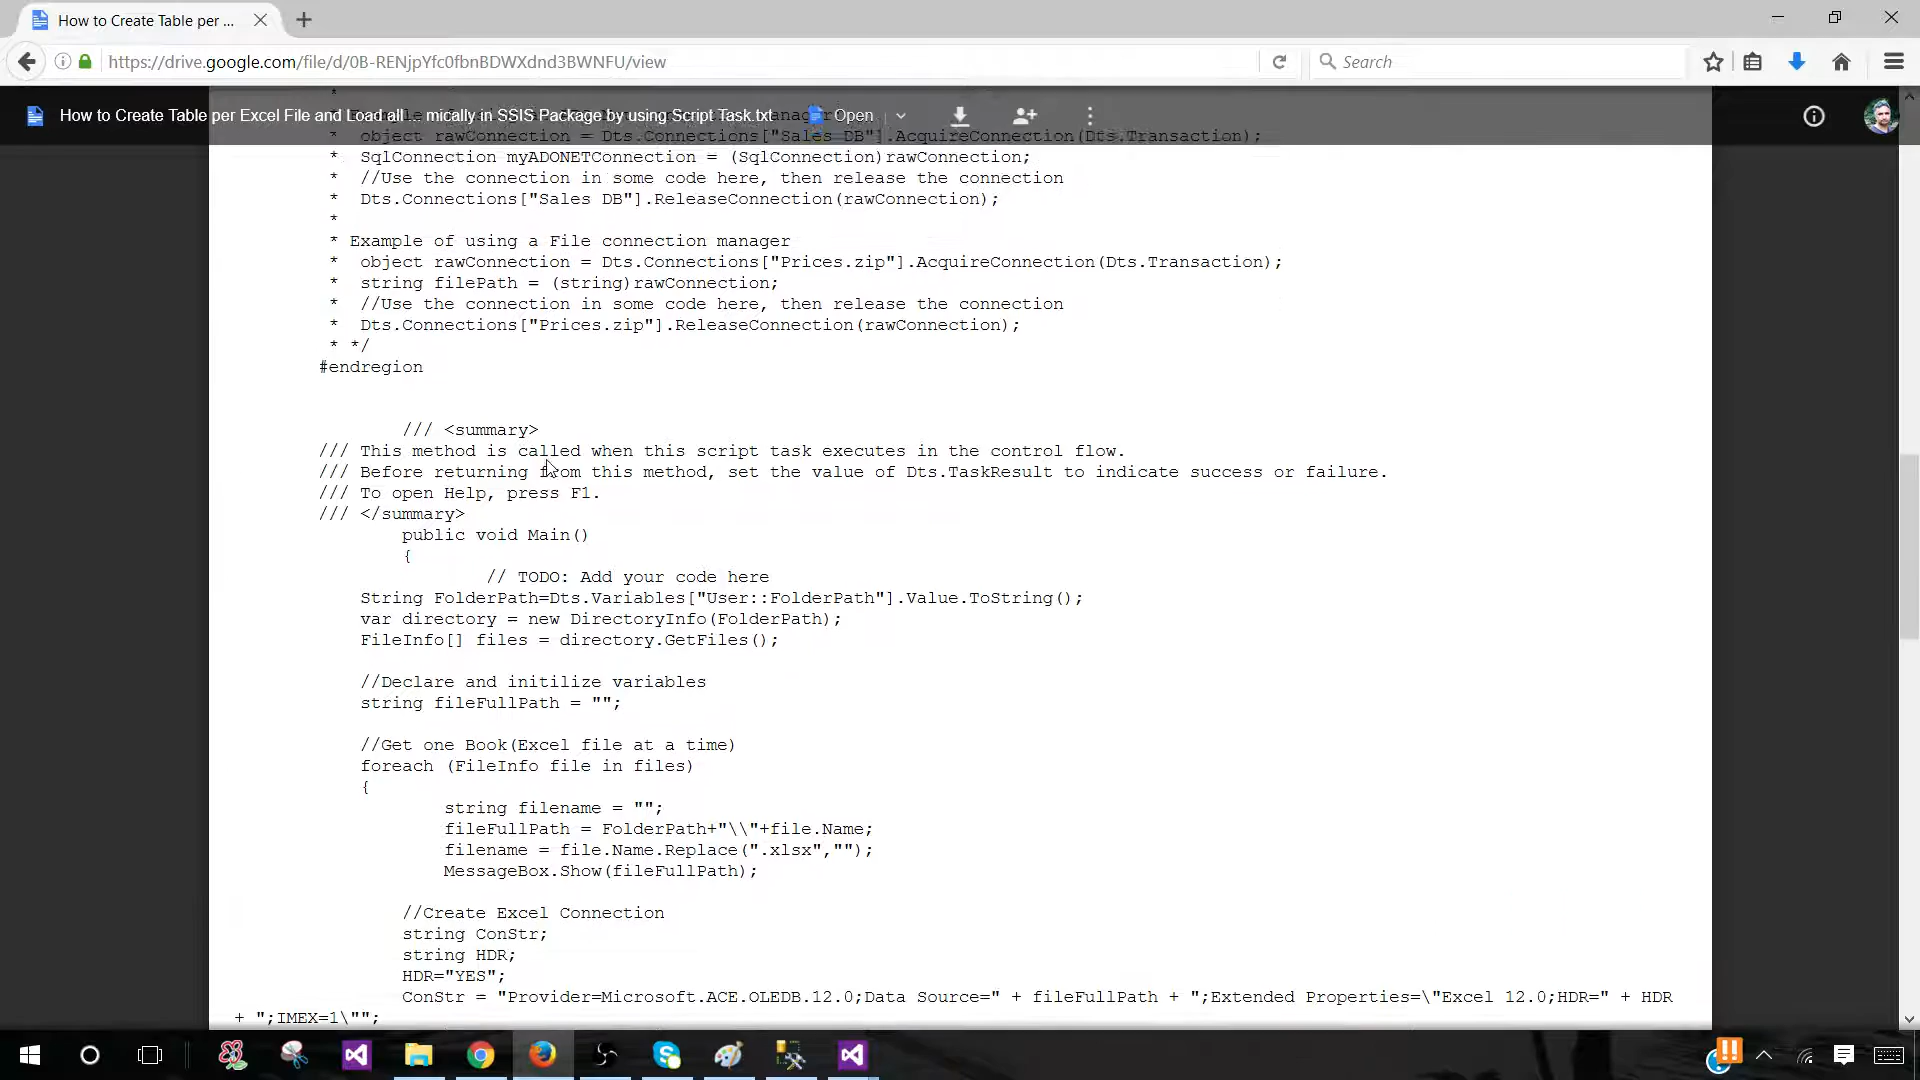 How to Create Table per ...
https://drive.google.com/file/d/0B-RENjpYfc0fbnBDWXdnd3BWNFU/view
Search
How to Create Table per Excel File and Load all ... mically in SSIS Package by using Script Task.txt
Open
* object rawConnection = Dts.Connections["Sales DB"].AcquireConnection(Dts.Transaction);
* SqlConnection myADONETConnection = (SqlConnection)rawConnection;
* //Use the connection in some code here, then release the connection
* Dts.Connections["Sales DB"].ReleaseConnection(rawConnection);
*
* Example of using a File connection manager
* object rawConnection = Dts.Connections["Prices.zip"].AcquireConnection(Dts.Transaction);
* string filePath = (string)rawConnection;
* //Use the connection in some code here, then release the connection
* Dts.Connections["Prices.zip"].ReleaseConnection(rawConnection);
* */
#endregion
/// <summary>
/// This method is called when this script task executes in the control flow.
/// Before returning from this method, set the value of Dts.TaskResult to indicate success or failure.
/// To open Help, press F1.
/// </summary>
public void Main()
{
// TODO: Add your code here
String FolderPath=Dts.Variables["User::FolderPath"].Value.ToString();
var directory = new DirectoryInfo(FolderPath);
FileInfo[] files = directory.GetFiles();
//Declare and initilize variables
string fileFullPath = "";
//Get one Book(Excel file at a time)
foreach (FileInfo file in files)
{
string filename = "";
fileFullPath = FolderPath+"\\"+file.Name;
filename = file.Name.Replace(".xlsx","");
MessageBox.Show(fileFullPath);
//Create Excel Connection
string ConStr;
string HDR;
HDR="YES";
ConStr = "Provider=Microsoft.ACE.OLEDB.12.0;Data Source=" + fileFullPath + ";Extended Properties=\"Excel 12.0;HDR=" + HDR
+ ";IMEX=1\"";